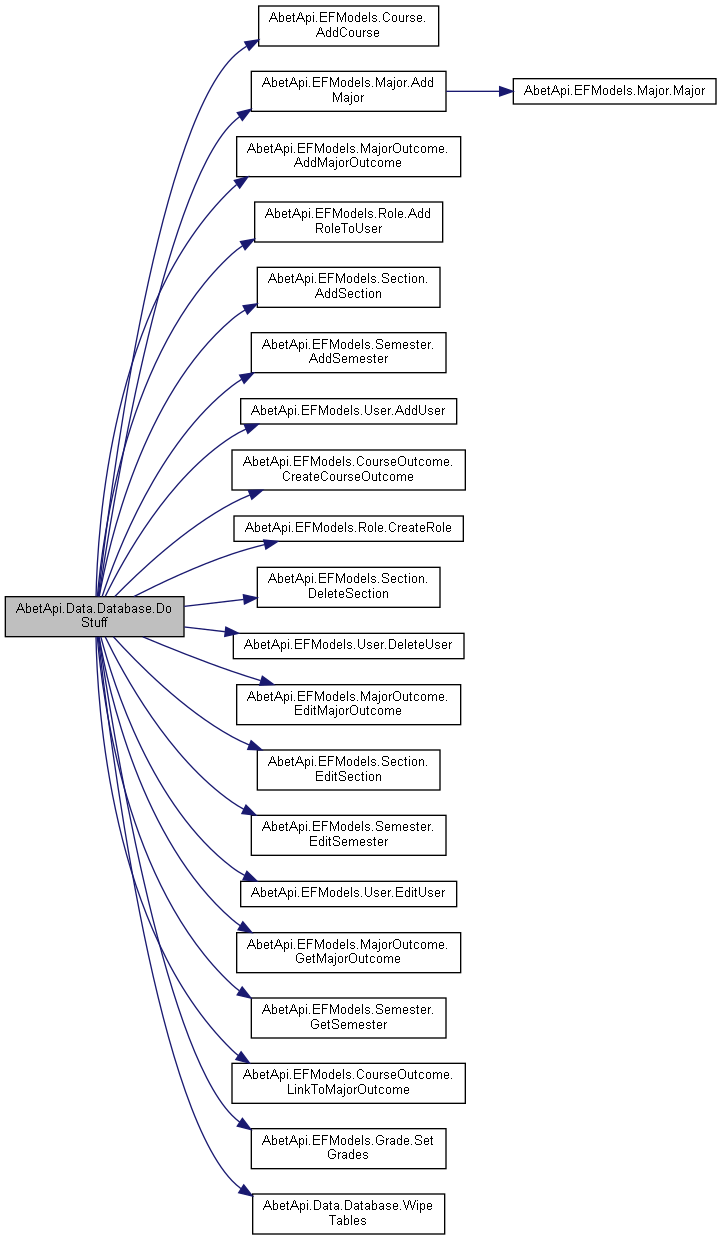 AbetApi.EFModels.Course.
AddCourse
AbetApi.EFModels.Major.Add
Major
AbetApi.EFModels.Major.Major
AbetApi.EFModels.MajorOutcome.
AddMajorOutcome
AbetApi.EFModels.Role.Add
RoleToUser
AbetApi.EFModels.Section.
AddSection
AbetApi.EFModels.Semester.
AddSemester
AbetApi.EFModels.User.AddUser
AbetApi.EFModels.CourseOutcome.
CreateCourseOutcome
AbetApi.EFModels.Role.CreateRole
AbetApi.EFModels.Section.
DeleteSection
AbetApi.Data.Database.Do
Stuff
AbetApi.EFModels.User.DeleteUser
AbetApi.EFModels.MajorOutcome.
EditMajorOutcome
AbetApi.EFModels.Section.
EditSection
AbetApi.EFModels.Semester.
EditSemester
AbetApi.EFModels.User.EditUser
AbetApi.EFModels.MajorOutcome.
GetMajorOutcome
AbetApi.EFModels.Semester.
GetSemester
AbetApi.EFModels.CourseOutcome.
LinkToMajorOutcome
AbetApi.EFModels.Grade.Set
Grades
AbetApi.Data.Database.Wipe
Tables